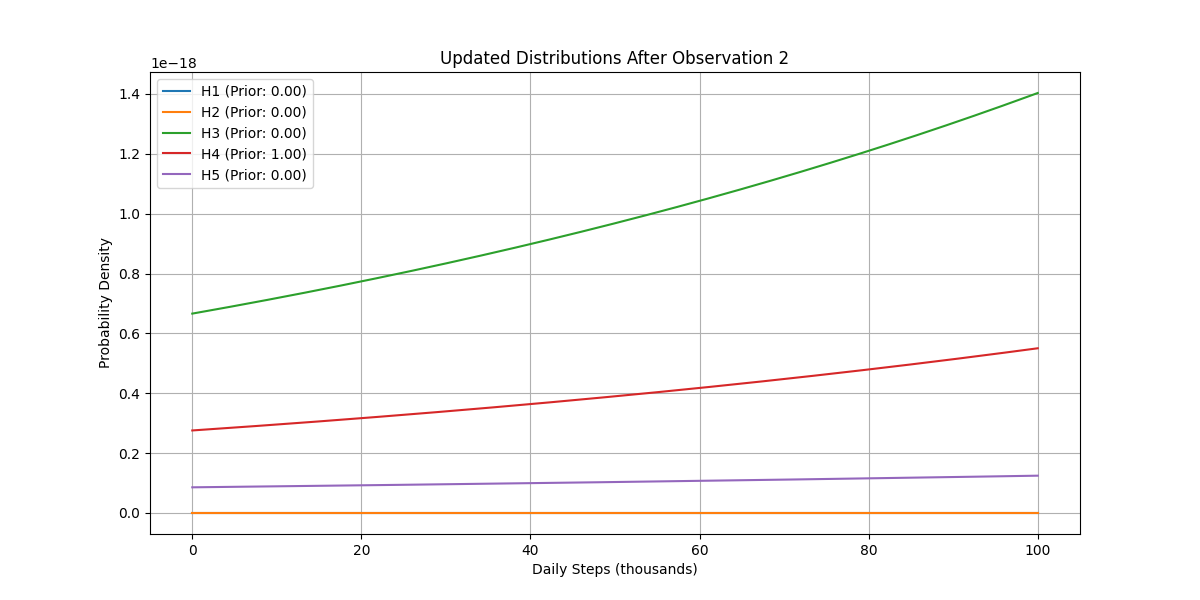 Updated Distributions After Observation 2
1e−18
H1 (Prior: 0.00)
H2 (Prior: 0.00)
H3 (Prior: 0.00)
H4 (Prior: 1.00)
H5 (Prior: 0.00)
Probability Density
1.4
1.2
1.0
0.8
0.6
0.4
0.2
0.0
0 20 40 60 80 100
Daily Steps (thousands)